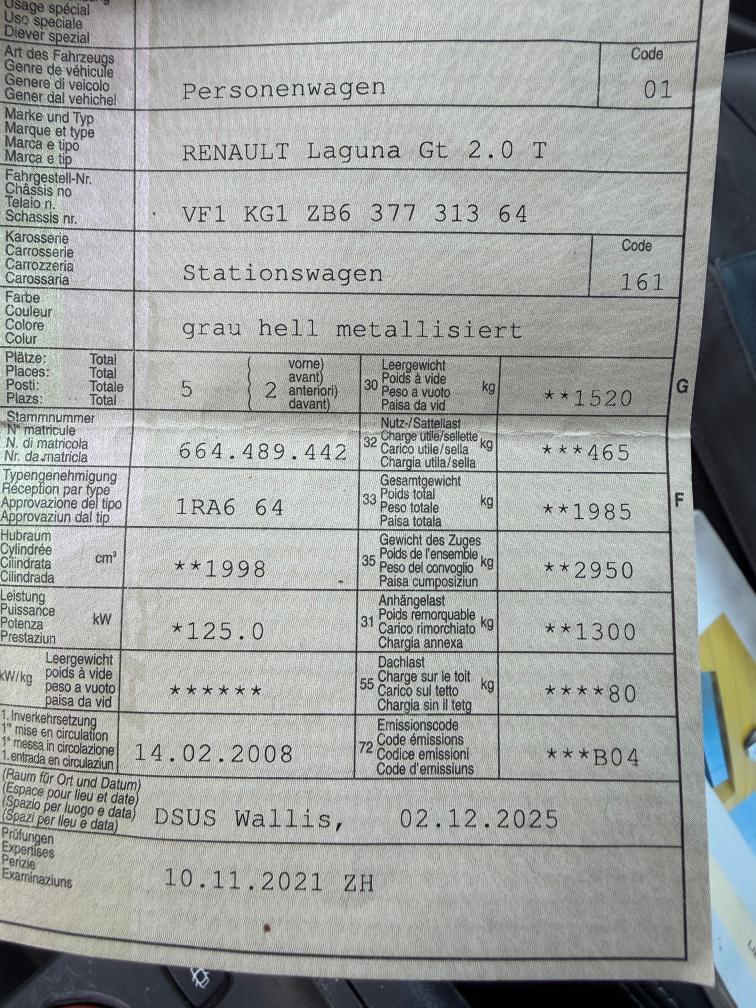 Usage spécial
Uso speciale
Diever spezial
Art des Fahrzeugs
Genre de véhicule
Genere di veicolo
Gener dal vehichel
Personenwagen
Code
01
Marke und Typ
Marque et type
Marca e tipo
Marca e tip
RENAULT Laguna Gt 2.0 T
Fahrgestell-Nr.
Châssis no
Telaio n.
Schassis nr.
VF1 KG1 ZB6 377 313 64
Karosserie
Carrosserie
Carrozzeria
Carossaria
Stationswagen
Code
161
Farbe
Couleur
Colore
Colur
grau hell metallisiert
Plätze: Total
Places: Total
Posti: Totale
Plazs: Total
5
( 2
vorne)
avant)
anteriori)
davant)
30
Leergewicht
Poids à vide
Peso a vuoto
Paisa da vid
kg
**1520
G
Stammnummer
N° matricule
N. di matricola
Nr. da matricla
664.489.442
32
Nutz-/Sattellast
Charge utile/sellette
Carico utile/sella
Chargia utila/sella
kg
***465
Typengenehmigung
Réception par type
Approvazione del tipo
Approvaziun dal tip
1RA6 64
33
Gesamtgewicht
Poids total
Peso totale
Paisa totala
kg
**1985
F
Hubraum
Cylindrée
Cilindrata
Cilindrada
cm³
**1998
35
Gewicht des Zuges
Poids de l'ensemble
Peso del convoglio
Paisa cumposiziun
kg
**2950
Leistung
Puissance
Potenza
Prestaziun
kW
*125.0
31
Anhängelast
Poids remorquable
Carico rimorchiato
Chargia annexa
kg
**1300
kW/kg
Leergewicht
poids à vide
peso a vuoto
paisa da vid
******
55
Dachlast
Charge sur le toit
Carico sul tetto
Chargia sin il tetg
kg
****80
1. Inverkehrsetzung
1re mise en circulation
1a messa in circolazione
1. entrada en circulaziun
14.02.2008
72
Emissionscode
Code émissions
Codice emissioni
Code d'emissiuns
***B04
(Raum für Ort und Datum)
(Espace pour lieu et date)
(Spazio per luogo e data)
(Spazi per lieu e data)
DSUS Wallis, 02.12.2025
Prüfungen
Expertises
Perizie
Examinaziuns
10.11.2021 ZH